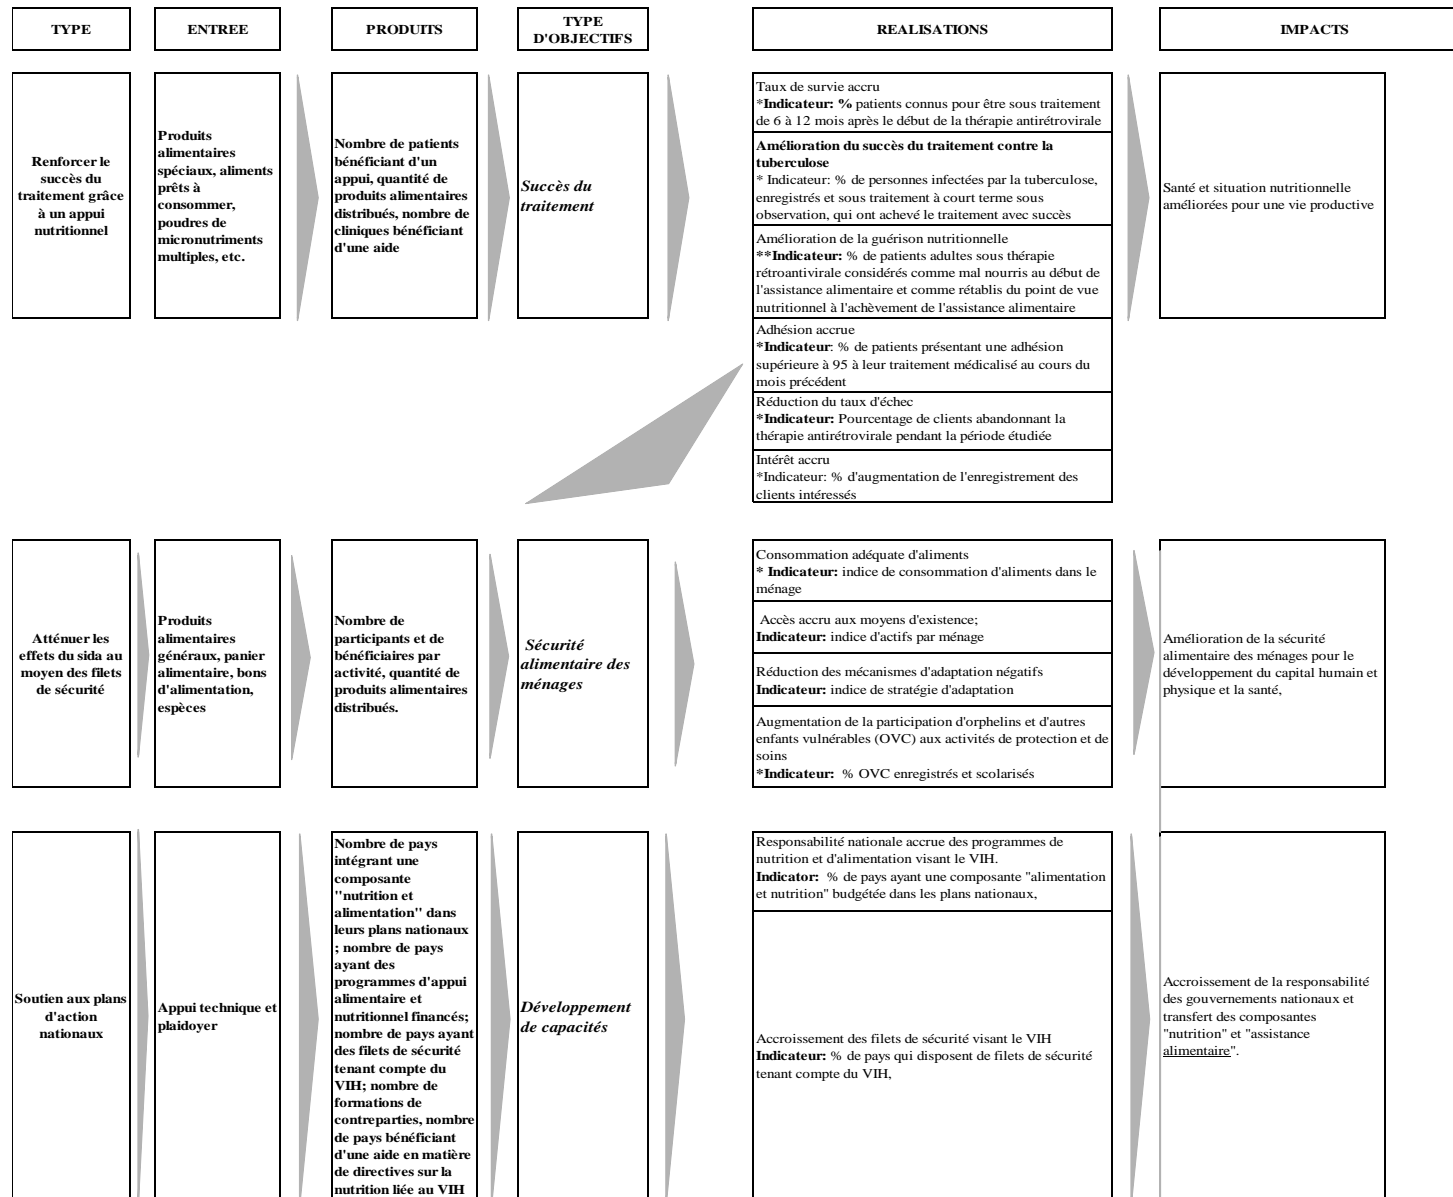 TYPE
ENTREE
PRODUITS
TYPE
D'OBJECTIFS
REALISATIONS
IMPACTS
Renforcer le
succès du
traitement grâce
à un appui
nutritionnel
Produits
alimentaires
spéciaux, aliments
prêts à
consommer,
poudres de
micronutriments
multiples, etc.
Nombre de patients
bénéficiant d'un
appui, quantité de
produits alimentaires
distribués, nombre de
cliniques bénéficiant
d'une aide
Succès du
traitement
Taux de survie accru
*Indicateur: % patients connus pour être sous traitement
de 6 à 12 mois après le début de la thérapie antirétrovirale
Amélioration du succès du traitement contre la
tuberculose
* Indicateur: % de personnes infectées par la tuberculose,
enregistrés et sous traitement à court terme sous
observation, qui ont achevé le traitement avec succès
Amélioration de la guérison nutritionnelle
**Indicateur: % de patients adultes sous thérapie
rétroantivirale considérés comme mal nourris au début de
l'assistance alimentaire et comme rétablis du point de vue
nutritionnel à l'achèvement de l'assistance alimentaire
Adhésion accrue
*Indicateur: % de patients présentant une adhésion
supérieure à 95 à leur traitement médicalisé au cours du
mois précédent
Réduction du taux d'échec
*Indicateur: Pourcentage de clients abandonnant la
thérapie antirétrovirale pendant la période étudiée
Intérêt accru
*Indicateur: % d'augmentation de l'enregistrement des
clients intéressés
Santé et situation nutritionnelle
améliorées pour une vie productive
Atténuer les
effets du sida au
moyen des filets
de sécurité
Produits
alimentaires
généraux, panier
alimentaire, bons
d'alimentation,
espèces
Nombre de
participants et de
bénéficiaires par
activité, quantité de
produits alimentaires
distribués.
Sécurité
alimentaire des
ménages
Consommation adéquate d'aliments
* Indicateur: indice de consommation d'aliments dans le
ménage
Accès accru aux moyens d'existence;
Indicateur: indice d'actifs par ménage
Réduction des mécanismes d'adaptation négatifs
Indicateur: indice de stratégie d'adaptation
Augmentation de la participation d'orphelins et d'autres
enfants vulnérables (OVC) aux activités de protection et de
soins
*Indicateur: % OVC enregistrés et scolarisés
Amélioration de la sécurité
alimentaire des ménages pour le
développement du capital humain et
physique et la santé,
Soutien aux plans
d'action
nationaux
Appui technique et
plaidoyer
Nombre de pays
intégrant une
composante
"nutrition et
alimentation" dans
leurs plans nationaux
; nombre de pays
ayant des
programmes d'appui
alimentaire et
nutritionnel financés;
nombre de pays ayant
des filets de sécurité
tenant compte du
VIH; nombre de
formations de
contreparties, nombre
de pays bénéficiant
d'une aide en matière
de directives sur la
nutrition liée au VIH
Développement
de capacités
Responsabilité nationale accrue des programmes de
nutrition et d'alimentation visant le VIH.
Indicator: % de pays ayant une composante "alimentation
et nutrition" budgétée dans les plans nationaux,
Accroissement des filets de sécurité visant le VIH
Indicateur: % de pays qui disposent de filets de sécurité
tenant compte du VIH,
Accroissement de la responsabilité
des gouvernements nationaux et
transfert des composantes
"nutrition" et "assistance
alimentaire".